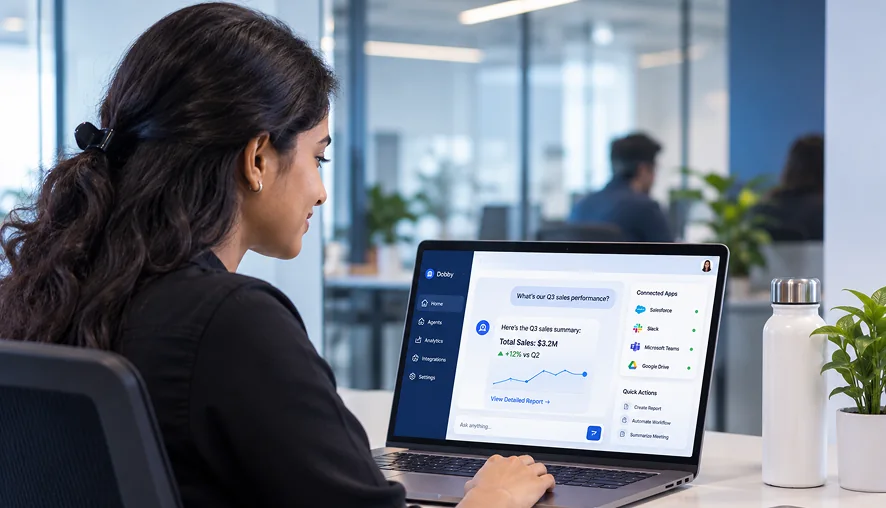 Dobby
Home
Agents
Analytics
Integrations
Settings
What's our Q3 sales performance?
Here's the Q3 sales summary:
Total Sales: $3.2M
+12% vs Q2
View Detailed Report →
Ask anything...
Connected Apps
Salesforce
Slack
Microsoft Teams
Google Drive
Quick Actions
Create Report
Automate Workflow
Summarize Meeting